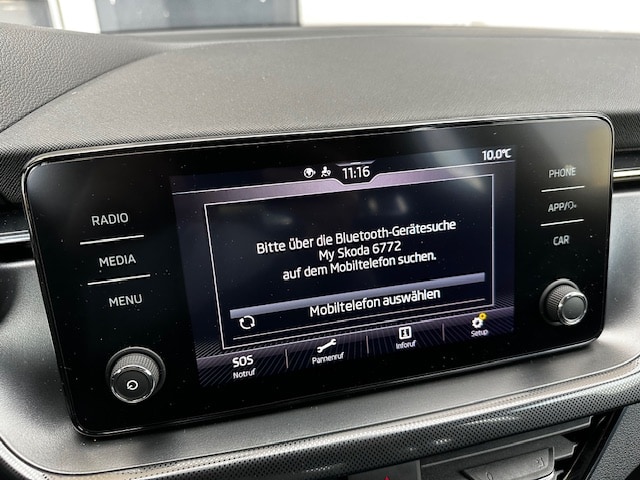 10.0°C
11:16
RADIO
MEDIA
MENU
PHONE
APP/
CAR
Bitte über die Bluetooth-Gerätesuche
My Skoda 6772
auf dem Mobiltelefon suchen.
Mobiltelefon auswählen
SOS
Notruf
Pannenruf
Inforuf
Setup